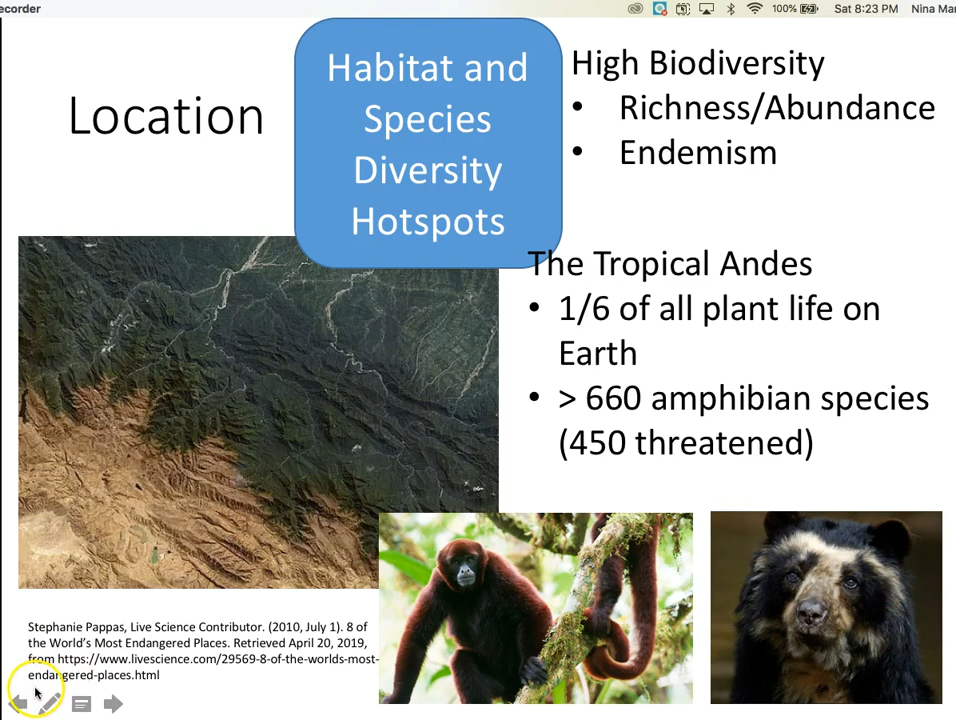 ecorder
100%
Sat 8:23 PM
Nina Mar
Location
Habitat and
Species
Diversity
Hotspots
High Biodiversity
• Richness/Abundance
• Endemism
The Tropical Andes
• 1/6 of all plant life on
Earth
• > 660 amphibian species
(450 threatened)
Stephanie Pappas, Live Science Contributor. (2010, July 1). 8 of
the World's Most Endangered Places. Retrieved April 20, 2019,
from https://www.livescience.com/29569-8-of-the-worlds-most-
endangered-places.html